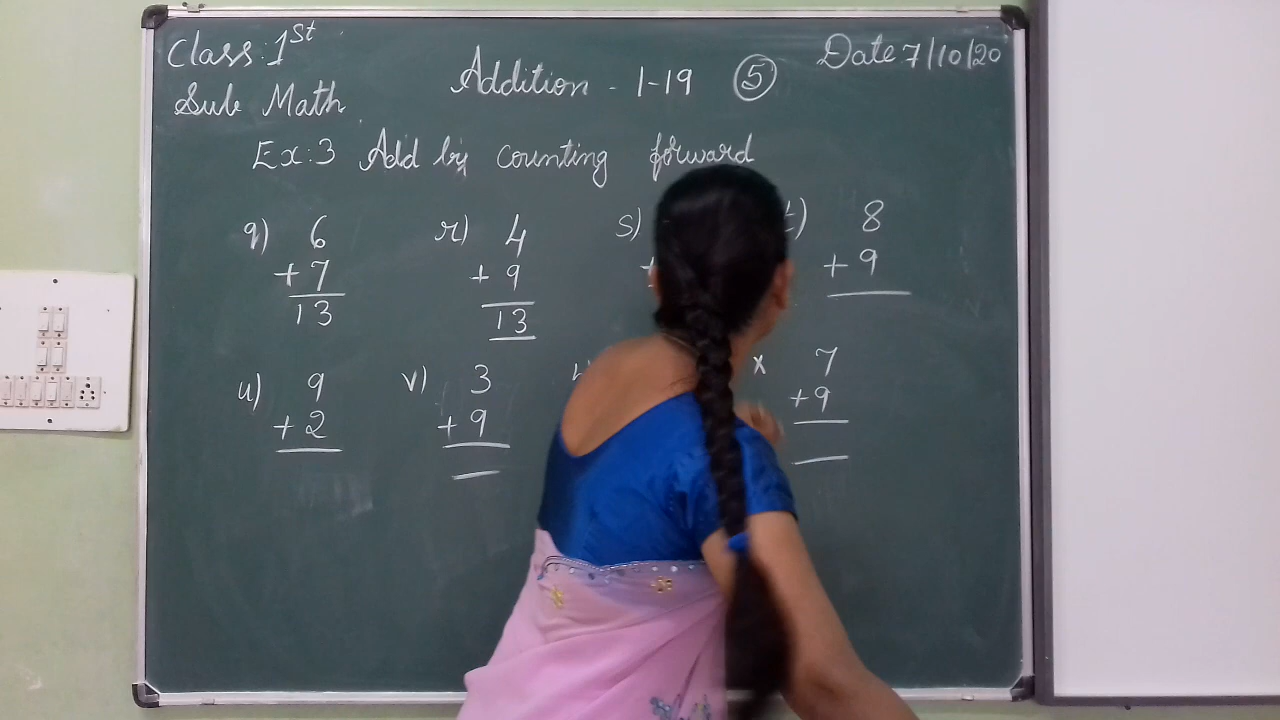 Class: 1st
Date 7/10/20
Sub Math
Addition - 1-19 (5)
Ex:3 Add by counting forward
q) 6 r) 4 s) t) 8
+7 + 9 + + 9
13 13
u) 9 v) 3 x 7
+ 2 + 9 + 9